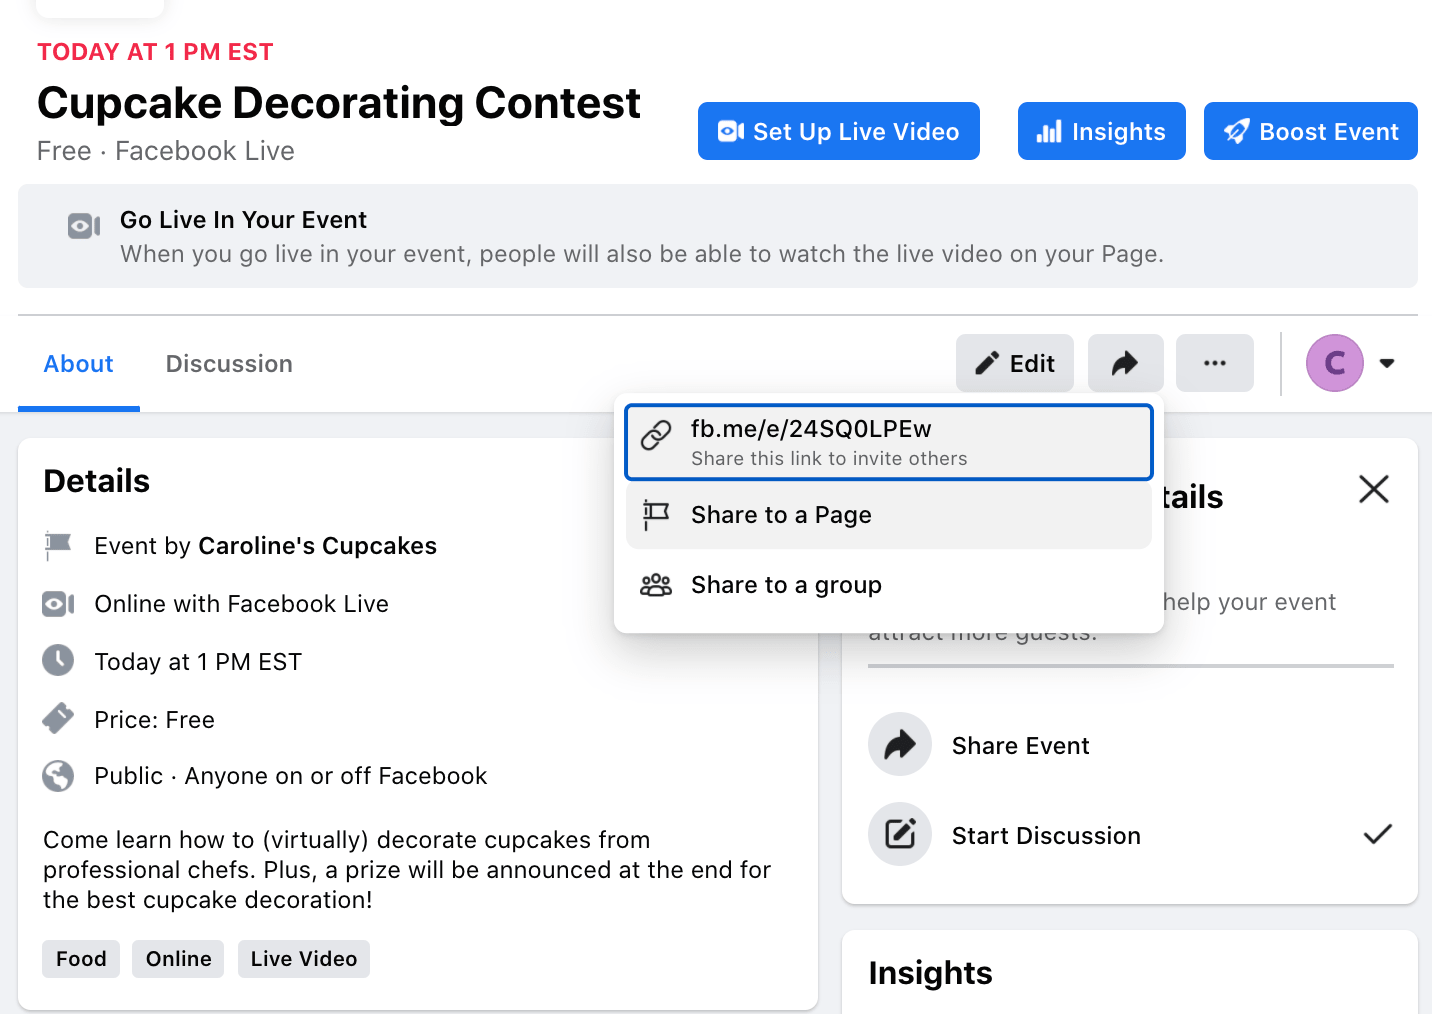 TODAY AT 1 PM EST
Cupcake Decorating Contest
Free · Facebook Live
Set Up Live Video
Insights
Boost Event
Go Live In Your Event
When you go live in your event, people will also be able to watch the live video on your Page.
About
Discussion
Edit
C
fb.me/e/24SQ0LPEw
Share this link to invite others
Share to a Page
Share to a group
Details
Event by Caroline's Cupcakes
Online with Facebook Live
Today at 1 PM EST
Price: Free
Public · Anyone on or off Facebook
Come learn how to (virtually) decorate cupcakes from
professional chefs. Plus, a prize will be announced at the end for
the best cupcake decoration!
Food
Online
Live Video
tails
help your event
attract more guests.
Share Event
Start Discussion
Insights